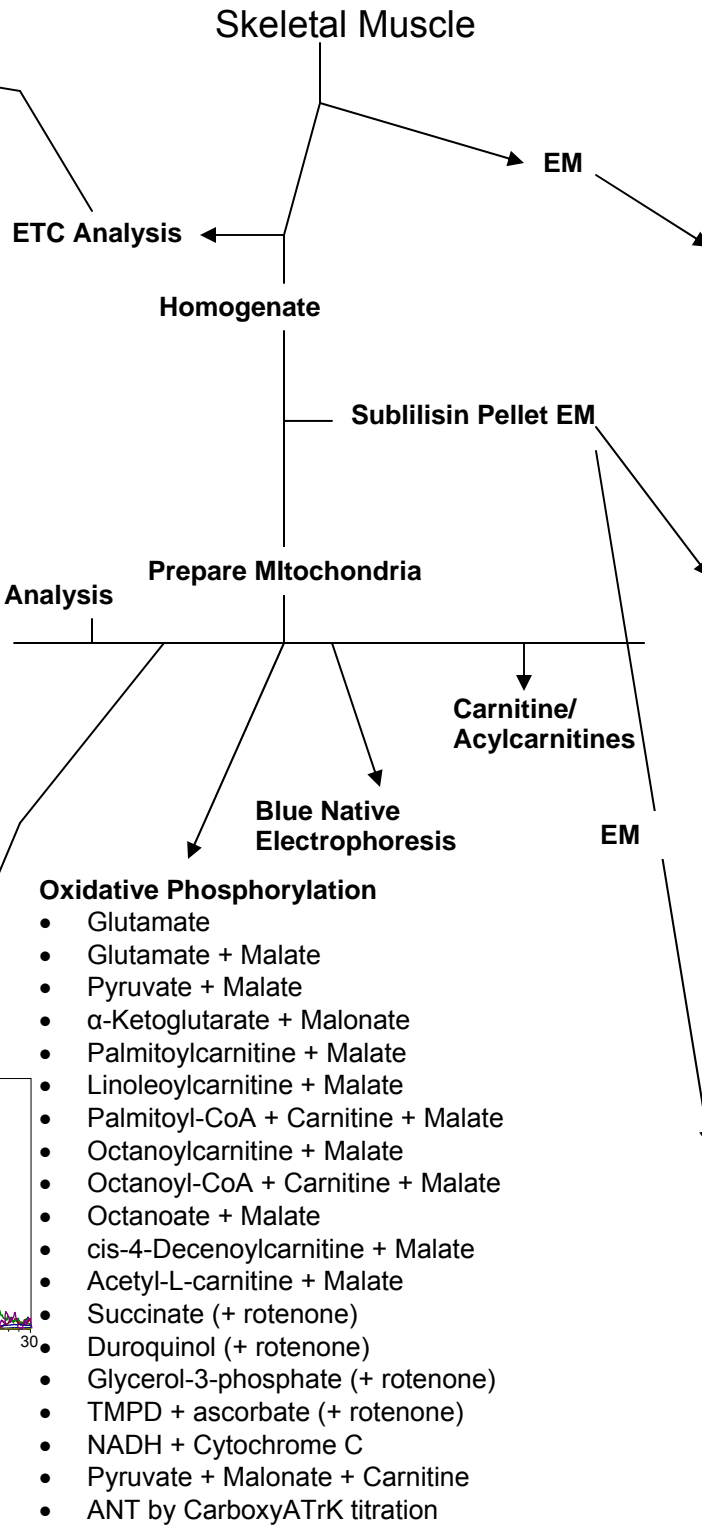 Skeletal Muscle
EM
ETC Analysis
Homogenate
Sublilisin Pellet EM
Prepare MItochondria
Analysis
Carnitine/
Acylcarnitines
Blue Native
Electrophoresis
EM
Oxidative Phosphorylation
• Glutamate
• Glutamate + Malate
• Pyruvate + Malate
• α-Ketoglutarate + Malonate
• Palmitoylcarnitine + Malate
• Linoleoylcarnitine + Malate
• Palmitoyl-CoA + Carnitine + Malate
• Octanoylcarnitine + Malate
• Octanoyl-CoA + Carnitine + Malate
• Octanoate + Malate
• cis-4-Decenoylcarnitine + Malate
• Acetyl-L-carnitine + Malate
• Succinate (+ rotenone)
30
• Duroquinol (+ rotenone)
• Glycerol-3-phosphate (+ rotenone)
• TMPD + ascorbate (+ rotenone)
• NADH + Cytochrome C
• Pyruvate + Malonate + Carnitine
• ANT by CarboxyATrK titration